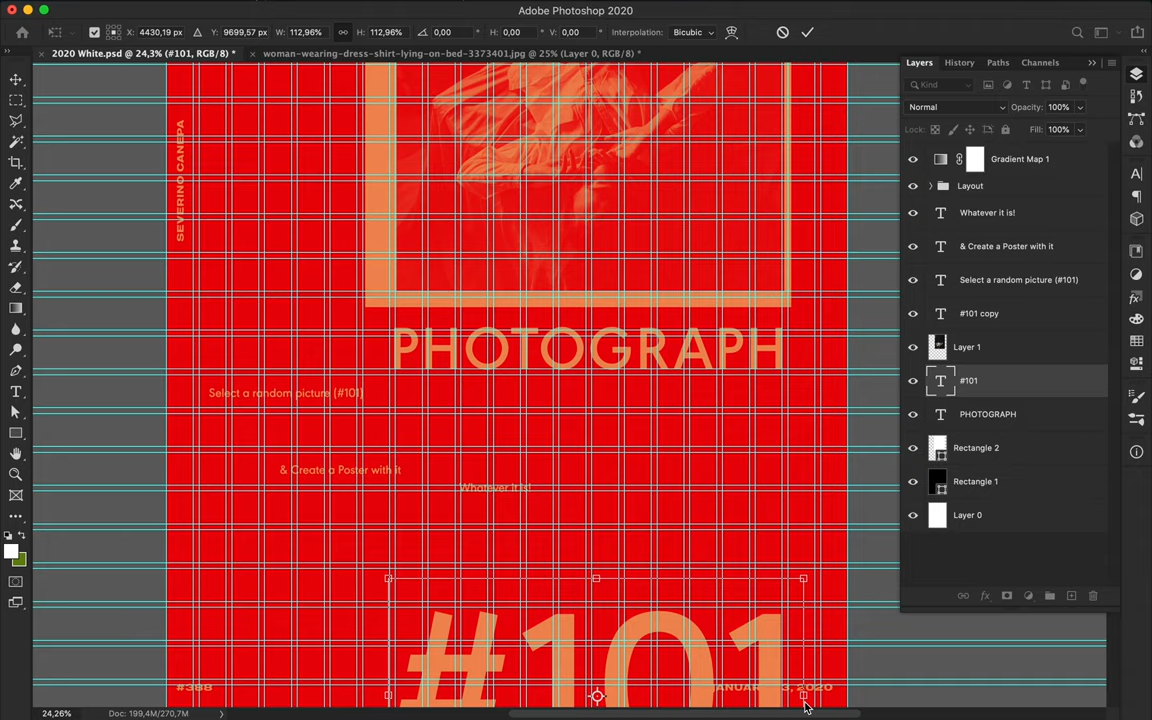 Adobe Photoshop 2020
X: 4430,19 px Y: 9699,57 px W: 112,96% H: 112,96% 0,00 H: 0,00 V: 0,00 Interpolation: Bicubic
2020 White.psd @ 24,3% (#101, RGB/8) *
woman-wearing-dress-shirt-lying-on-bed-3373401.jpg @ 25% (Layer 0, RGB/8) *
Layers History Paths Channels
Kind
Normal Opacity: 100%
Lock: Fill: 100%
Gradient Map 1
Layout
Whatever it is!
& Create a Poster with it
Select a random picture (#101)
#101 copy
Layer 1
#101
PHOTOGRAPH
Rectangle 2
Rectangle 1
Layer 0
SEVERINO CANEPA
PHOTOGRAPH
Select a random picture (#101)
& Create a Poster with it
Whatever it is!
#101
#388
2020
24,26% Doc: 199,4M/270,7M